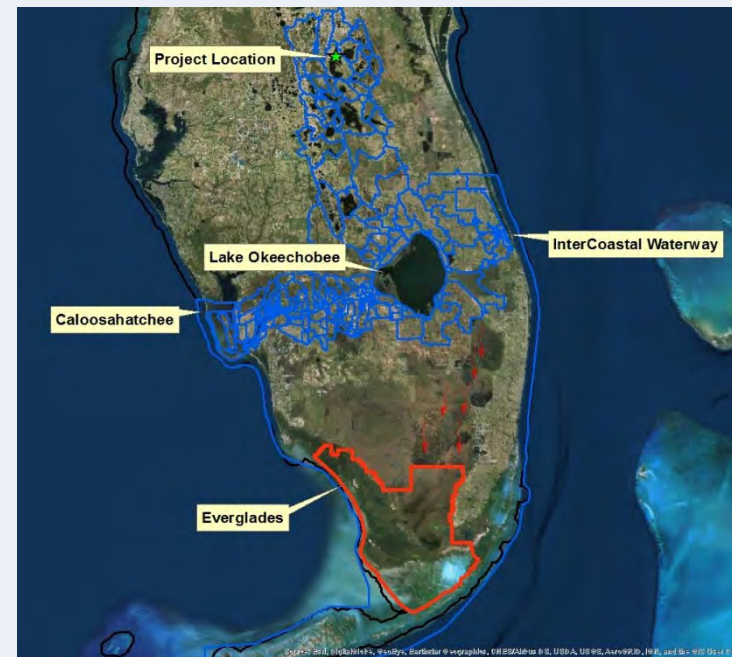 Project Location
Lake Okeechobee
InterCoastal Waterway
Caloosahatchee
Everglades